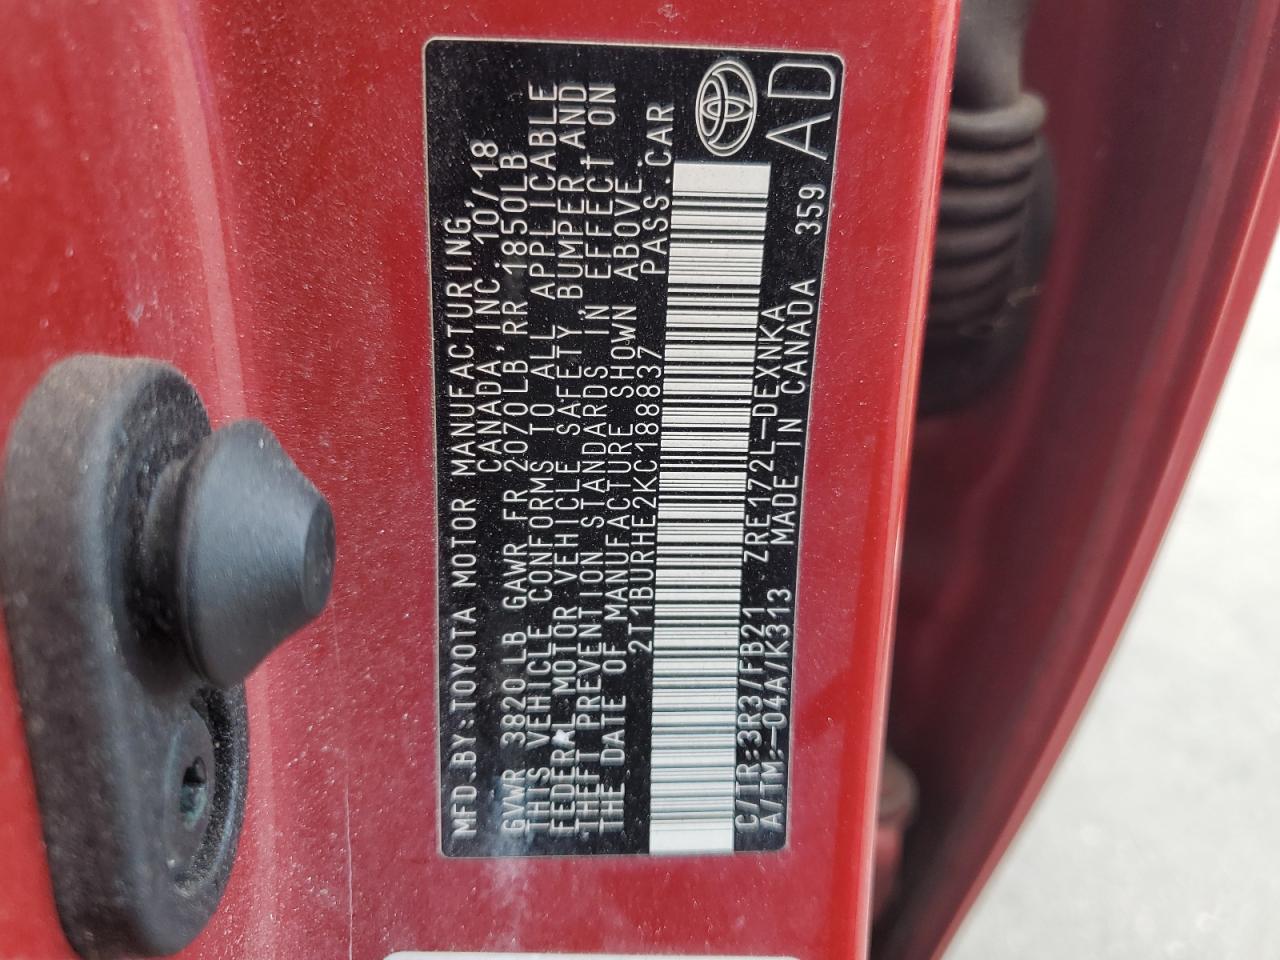 MFD.BY:TOYOTA MOTOR MANUFACTURING,
CANADA,INC. 10/18
GVWR 3820 LB GAWR FR 2070LB RR 1850LB
THIS VEHICLE CONFORMS TO ALL APPLICABLE
FEDERAL MOTOR VEHICLE SAFETY, BUMPER AND
THEFT PREVENTION STANDARDS IN EFFECT ON
THE DATE OF MANUFACTURE SHOWN ABOVE.
2T1BURHE2KC188837 PASS.CAR
C/TR:3R3/FB21 ZRE172L-DEXNKA
A/TM:-04A/K313 MADE IN CANADA 359
AD